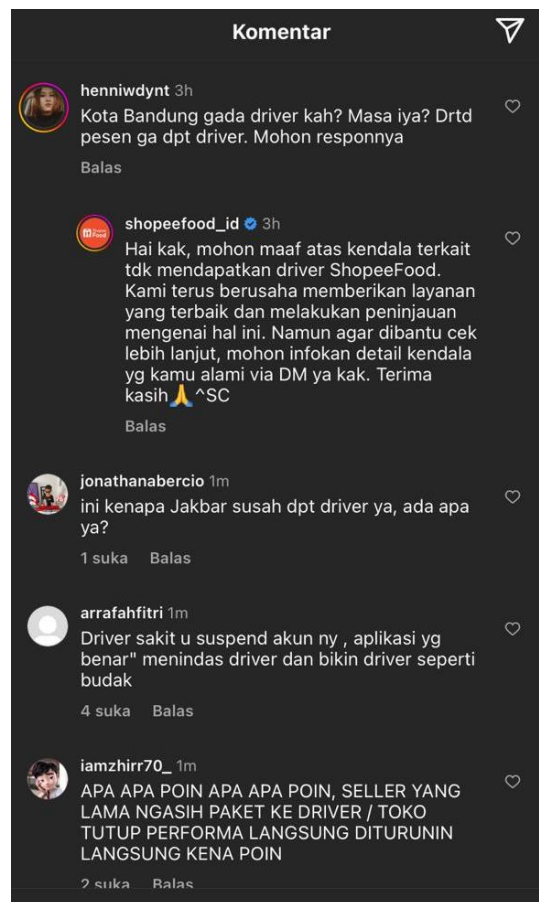 Komentar
henniwdynt 3h
Kota Bandung gada driver kah? Masa iya? Drtd
pesen ga dpt driver. Mohon responnya
Balas
shopeefood_id 3h
Hai kak, mohon maaf atas kendala terkait
tdk mendapatkan driver ShopeeFood.
Kami terus berusaha memberikan layanan
yang terbaik dan melakukan peninjauan
mengenai hal ini. Namun agar dibantu cek
lebih lanjut, mohon infokan detail kendala
yg kamu alami via DM ya kak. Terima
kasih🙏 ^SC
Balas
jonathanabercio 1m
ini kenapa Jakbar susah dpt driver ya, ada apa
ya?
1 suka Balas
arrafahfitri 1m
Driver sakit u suspend akun ny , aplikasi yg
benar" menindas driver dan bikin driver seperti
budak
4 suka Balas
iamzhirr70_ 1m
APA APA POIN APA APA POIN, SELLER YANG
LAMA NGASIH PAKET KE DRIVER / TOKO
TUTUP PERFORMA LANGSUNG DITURUNIN
LANGSUNG KENA POIN
2 suka Balas